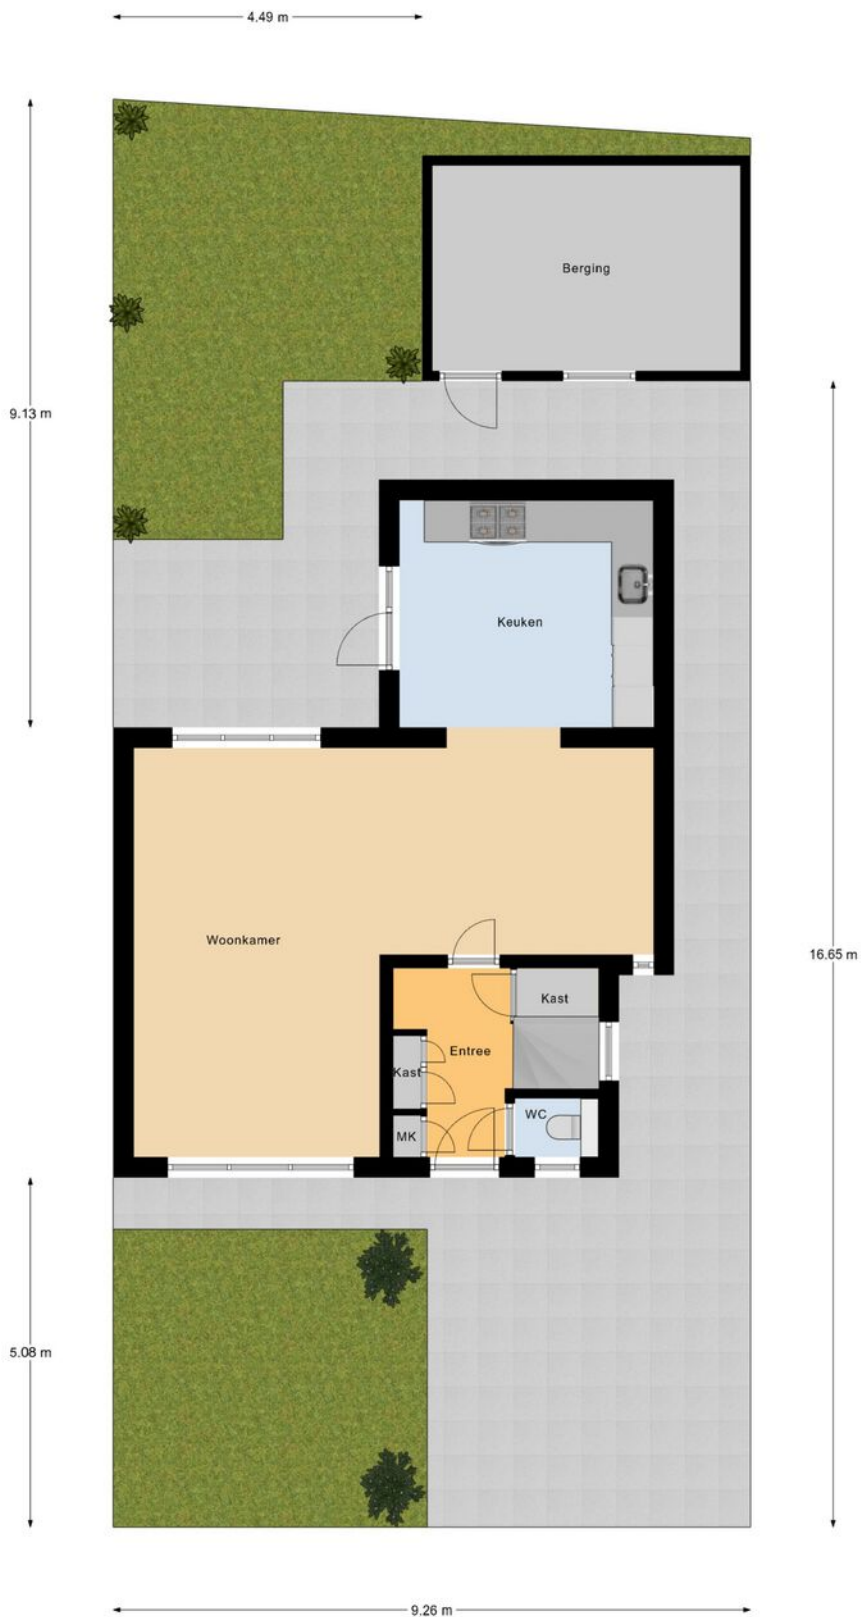 4.49 m
Berging
9.13 m
Keuken
Woonkamer
16.65 m
Kast
Entree
Kast
WC
MK
5.08 m
9.26 m